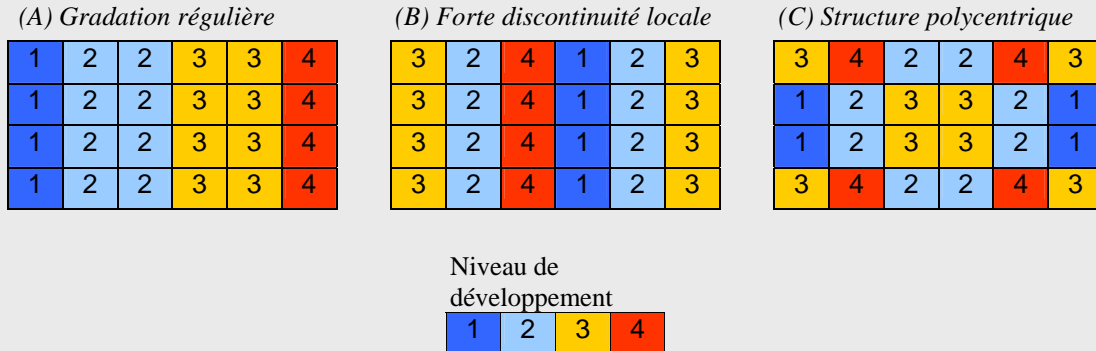 (A) Gradation régulière (B) Forte discontinuité locale (C) Structure polycentrique
1 2 2 3 3 4 3 2 4 1 2 3 3 4 2 2 4 3
1 2 2 3 3 4 3 2 4 1 2 3 1 2 3 3 2 1
1 2 2 3 3 4 3 2 4 1 2 3 1 2 3 3 2 1
1 2 2 3 3 4 3 2 4 1 2 3 3 4 2 2 4 3
Niveau de
développement
1 2 3 4